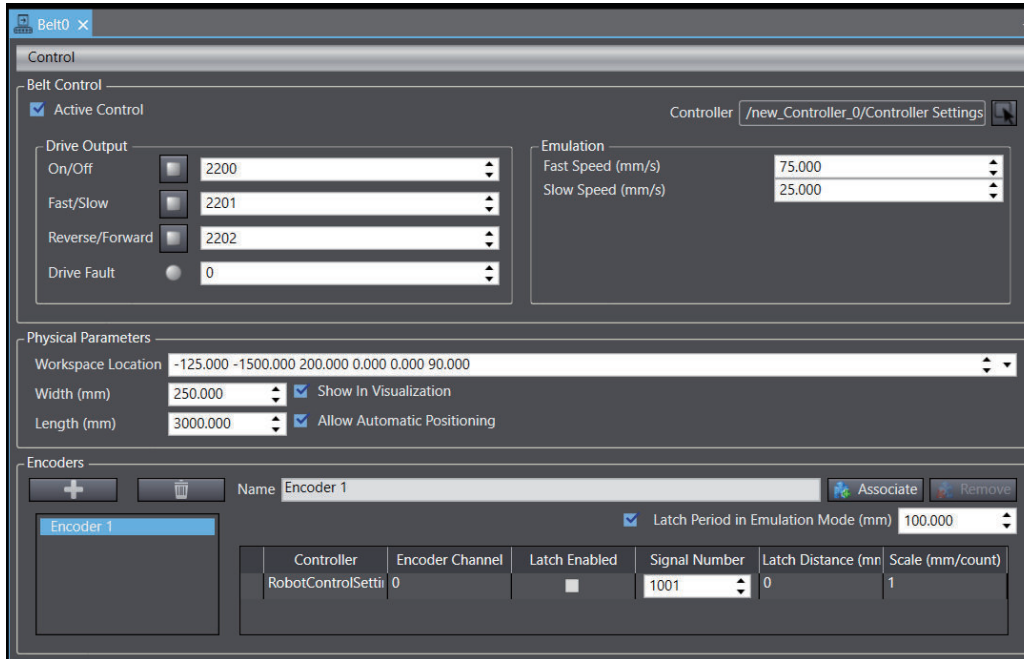 Belt0
Control
Belt Control
Active Control
Controller /new_Controller_0/Controller Settings
Drive Output
On/Off 2200
Fast/Slow 2201
Reverse/Forward 2202
Drive Fault 0
Emulation
Fast Speed (mm/s) 75.000
Slow Speed (mm/s) 25.000
Physical Parameters
Workspace Location -125.000 -1500.000 200.000 0.000 0.000 90.000
Width (mm) 250.000 Show In Visualization
Length (mm) 3000.000 Allow Automatic Positioning
Encoders
Name Encoder 1 Associate Remove
Encoder 1
Latch Period in Emulation Mode (mm) 100.000
Controller Encoder Channel Latch Enabled Signal Number Latch Distance (mm Scale (mm/count)
RobotControlSettin 0 1001 0 1